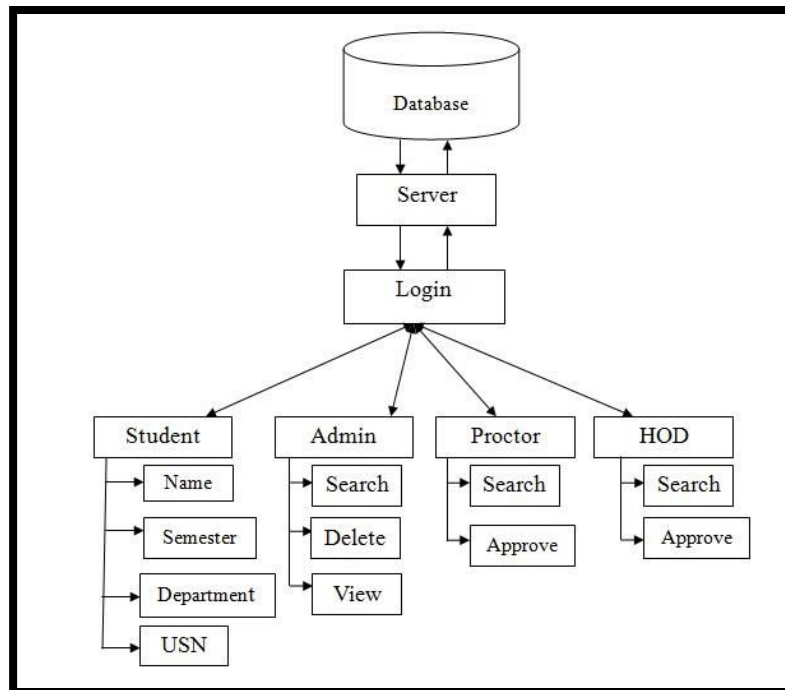 Database
Server
Login
Student
Name
Semester
Department
USN
Admin
Search
Delete
View
Proctor
Search
Approve
HOD
Search
Approve